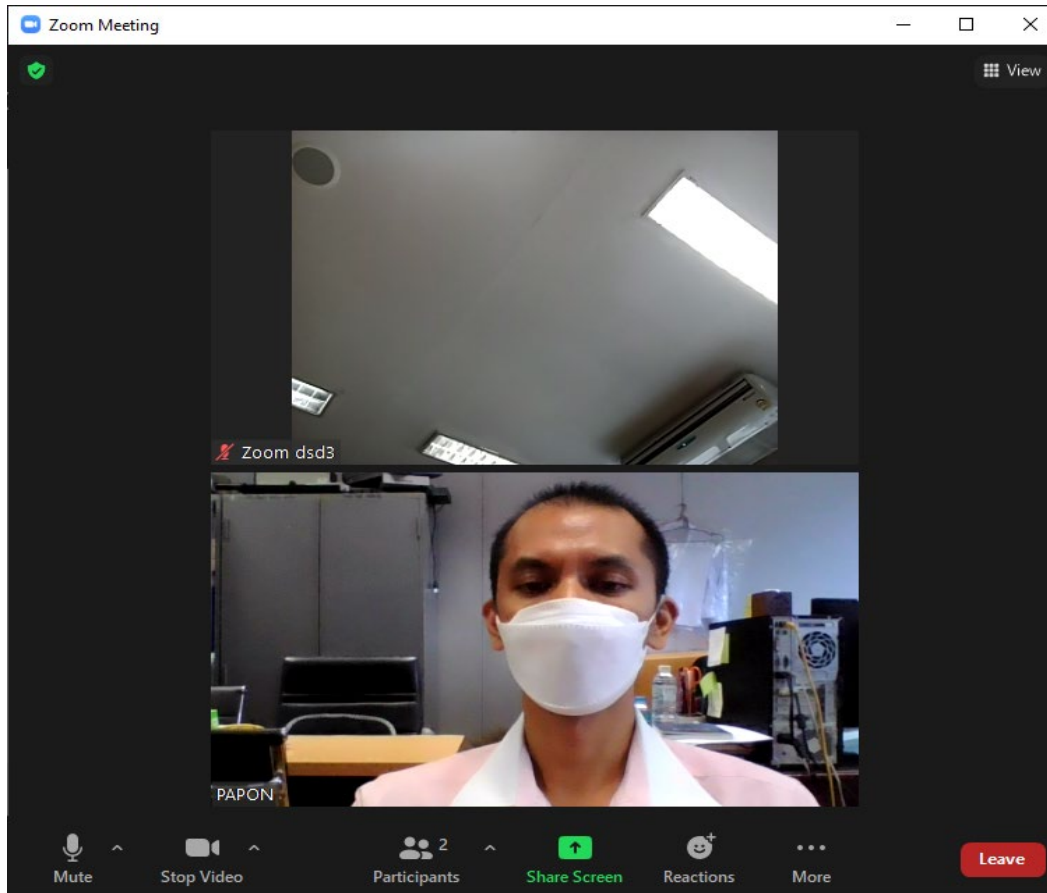 Zoom Meeting
View
Zoom dsd3
PAPON
Mute
Stop Video
Participants
2
Share Screen
Reactions
More
Leave